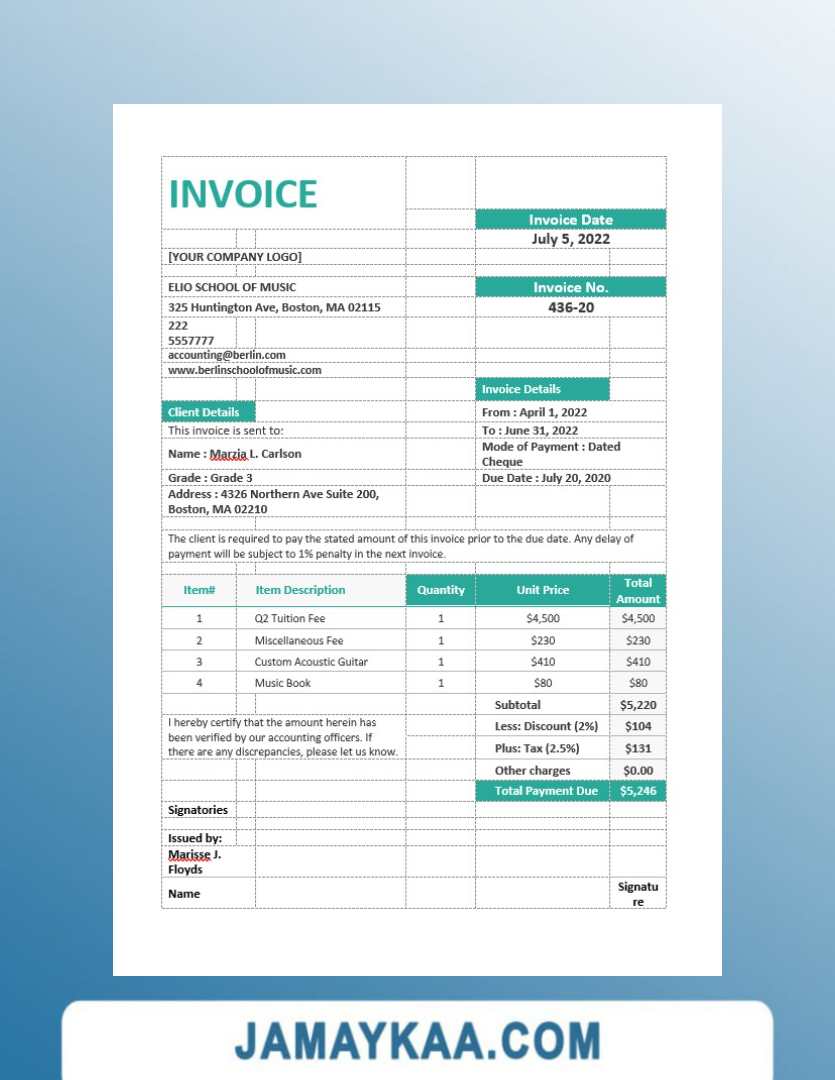 INVOICE
Invoice Date
July 5, 2022
[YOUR COMPANY LOGO]
ELIO SCHOOL OF MUSIC
Invoice No.
325 Huntington Ave, Boston, MA 02115
436-20
222
5557777
accounting@berlin.com
www.berlinschoolofmusic.com
Invoice Details
Client Details
From : April 1, 2022
This invoice is sent to:
To : June 31, 2022
Name : Marzia L. Carlson
Mode of Payment : Dated
Cheque
Grade : Grade 3
Due Date : July 20, 2020
Address : 4326 Northern Ave Suite 200,
Boston, MA 02210
The client is required to pay the stated amount of this invoice prior to the due date. Any delay of
payment will be subject to 1% penalty in the next invoice.
Item# Item Description Quantity Unit Price Total Amount
1 Q2 Tuition Fee 1 $4,500 $4,500
2 Miscellaneous Fee 1 $230 $230
3 Custom Acoustic Guitar 1 $410 $410
4 Music Book 1 $80 $80
Subtotal $5,220
I hereby certify that the amount herein has
been verified by our accounting officers. If
there are any discrepancies, please let us know.
Less: Discount (2%) $104
Plus: Tax (2.5%) $131
Other charges $0.00
Total Payment Due $5,246
Signatories
Issued by:
Marisse J.
Floyds
Name
Signatu
re
JAMAYKAA.COM